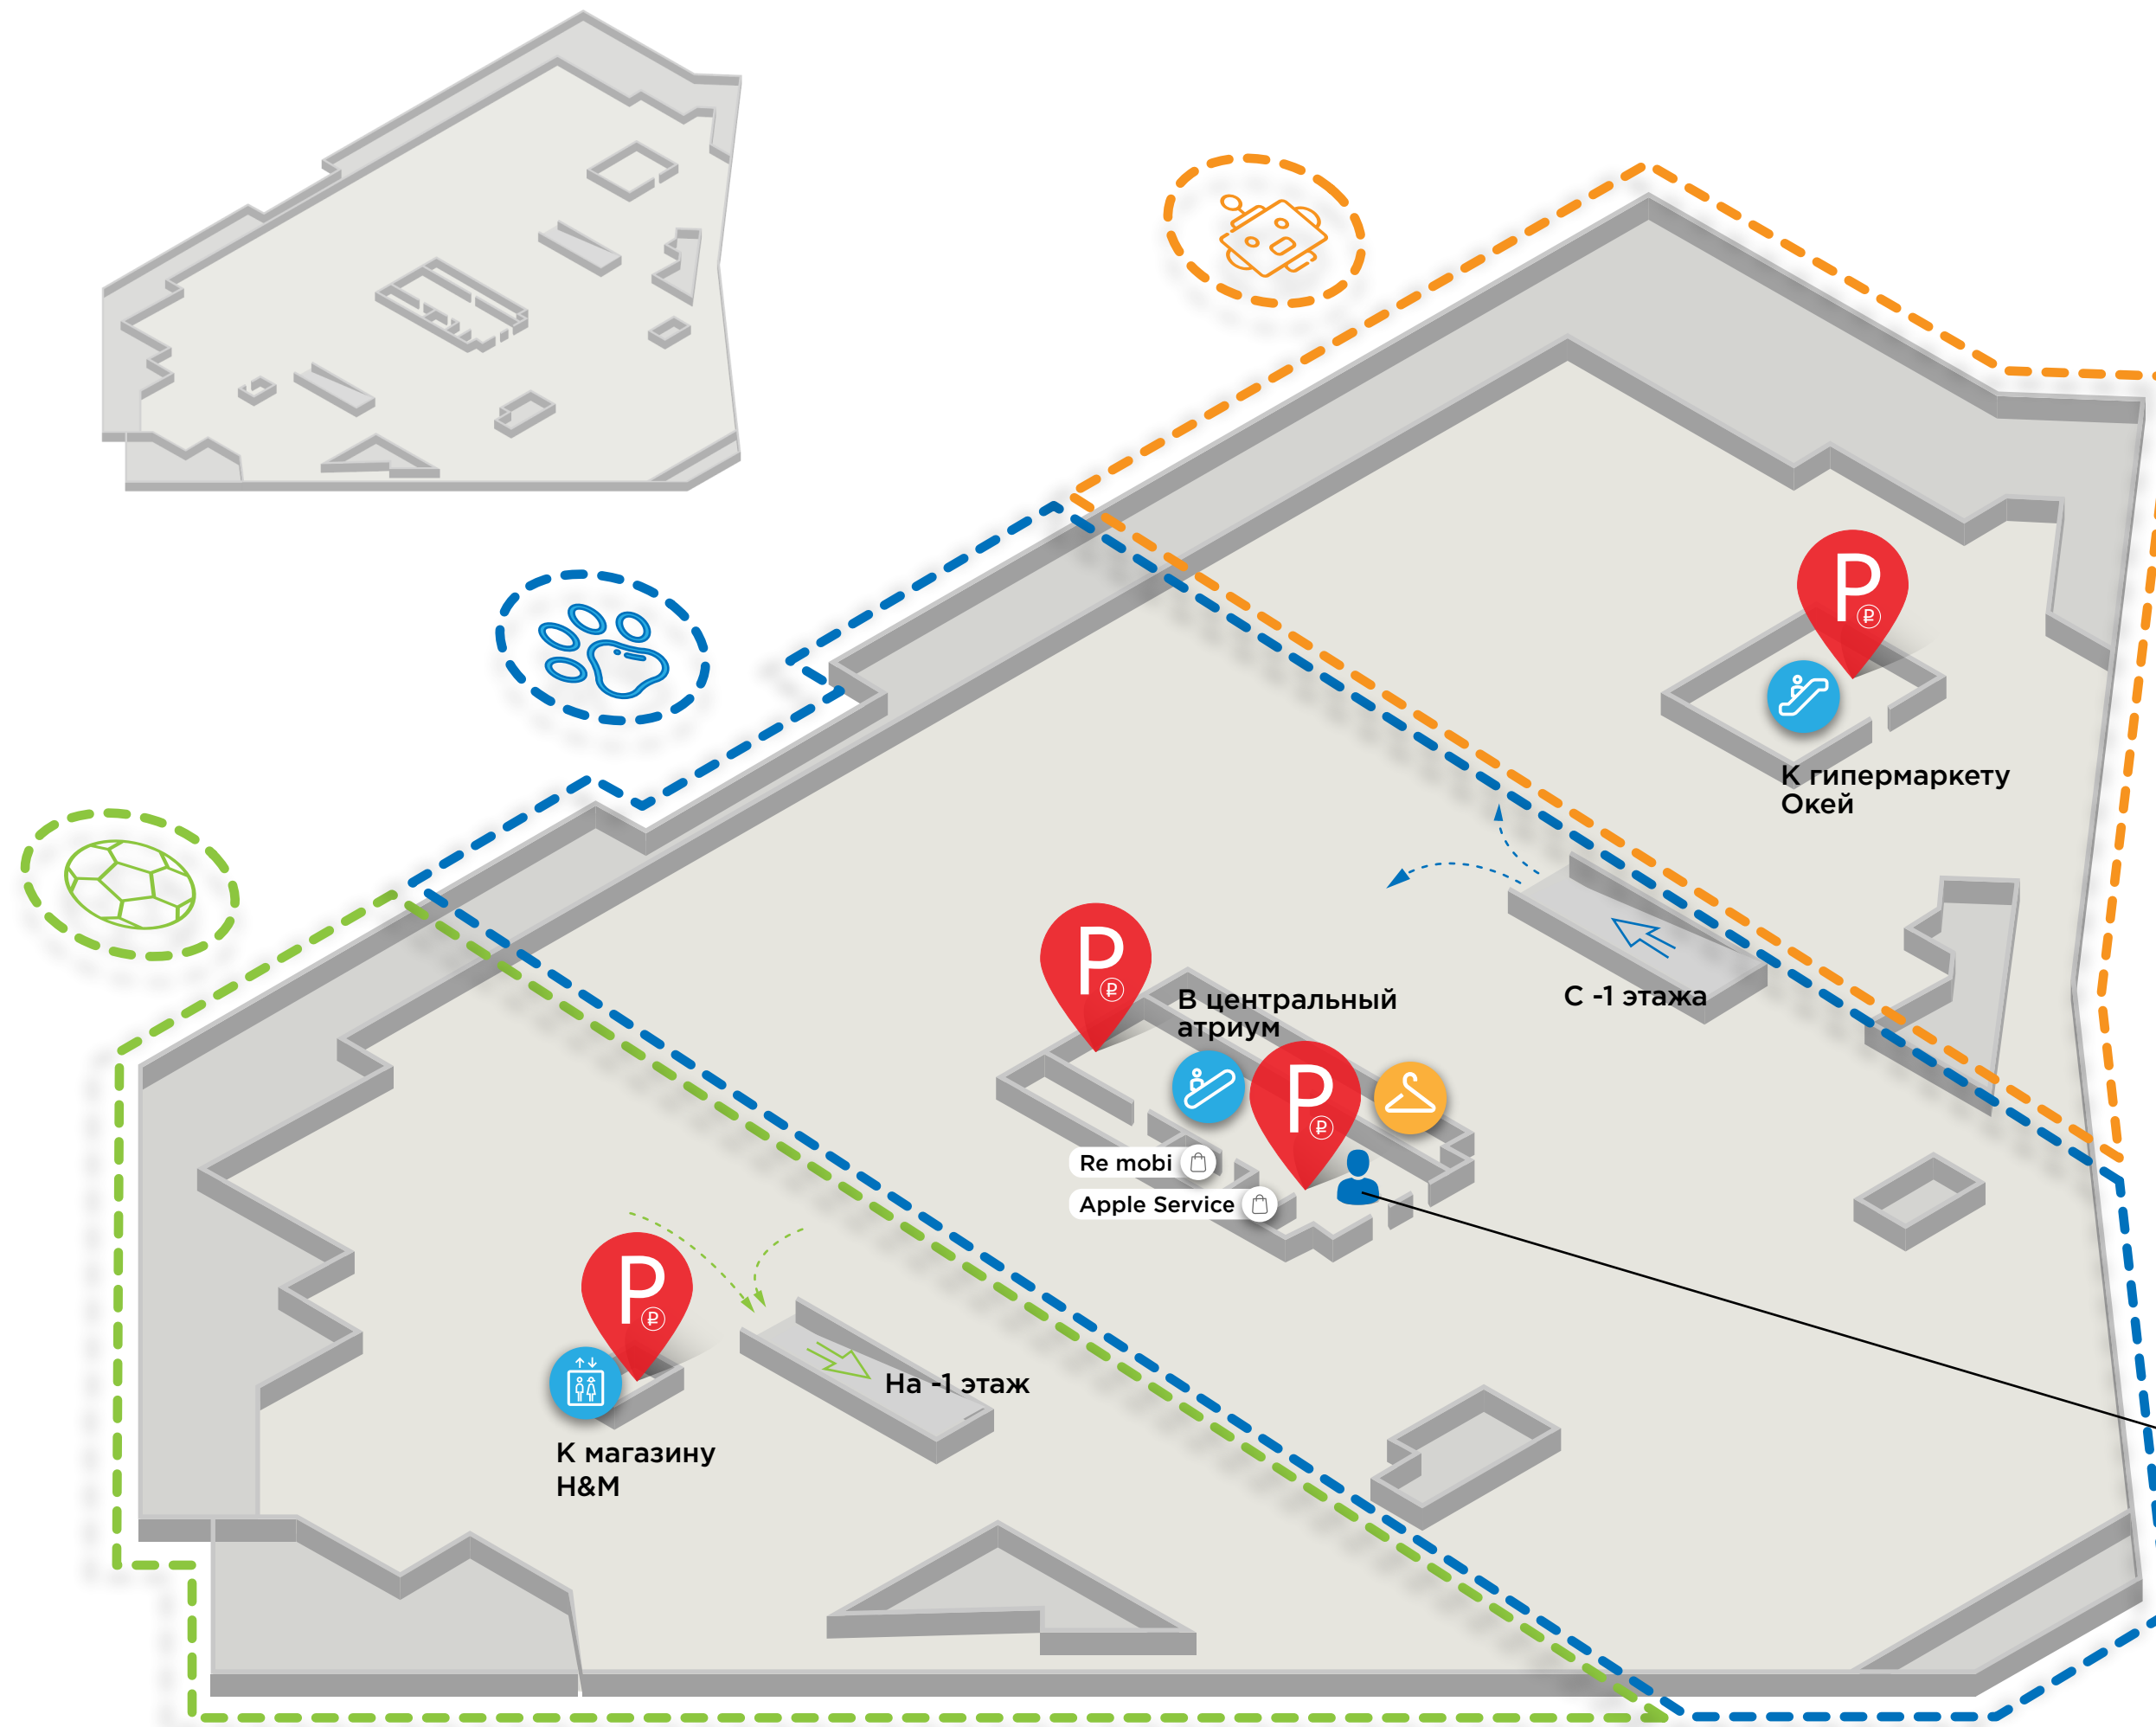 P
₽
К гипермаркету
Окей
P
₽
В центральный
атриум
С -1 этажа
P
₽
Re mobi
Apple Service
P
₽
На -1 этаж
К магазину
H&M